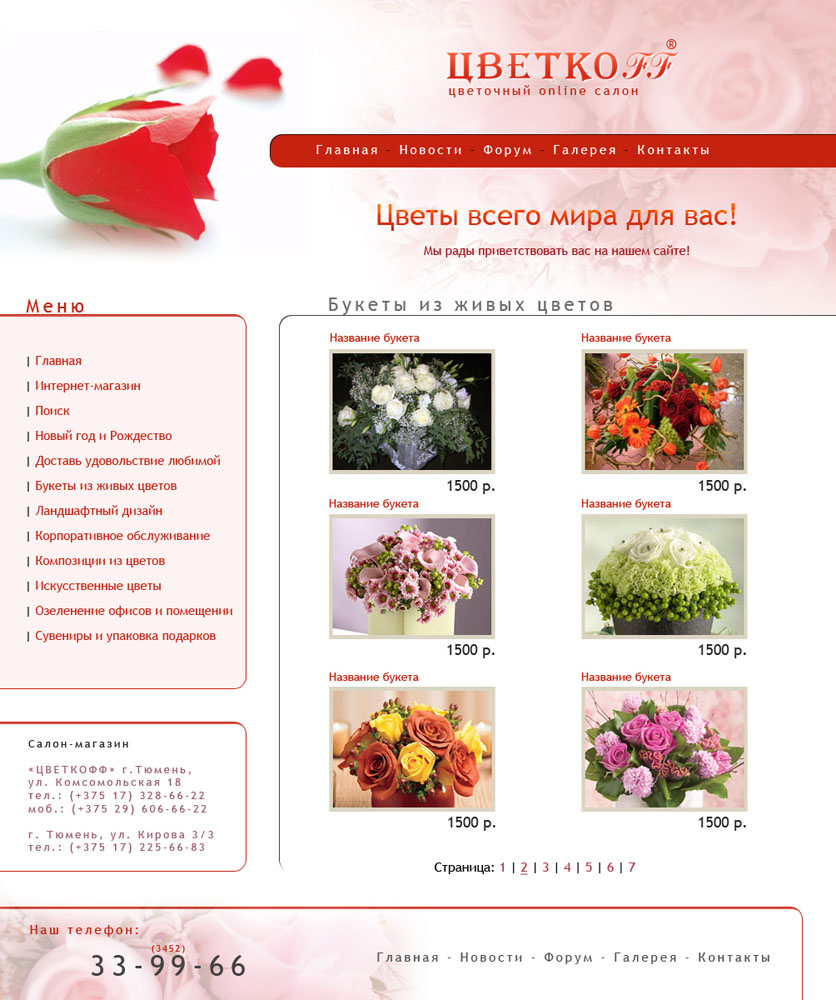 ЦВЕТКОFF®
цветочный online салон
Главная - Новости - Форум - Галерея - Контакты
Цветы всего мира для вас!
Мы рады приветствовать вас на нашем сайте!
Меню
| Главная
| Интернет-магазин
| Поиск
| Новый год и Рождество
| Доставь удовольствие любимой
| Букеты из живых цветов
| Ландшафтный дизайн
| Корпоративное обслуживание
| Композиции из цветов
| Искусственные цветы
| Озеленение офисов и помещении
| Сувениры и упаковка подарков
Салон-магазин
«ЦВЕТКОФФ» г.Тюмень,
ул. Комсомольская 18
тел.: (+375 17) 328-66-22
моб.: (+375 29) 606-66-22
г. Тюмень, ул. Кирова 3/3
тел.: (+375 17) 225-66-83
Букеты из живых цветов
Название букета Название букета
1500 р. 1500 р.
Название букета Название букета
1500 р. 1500 р.
Название букета Название букета
1500 р. 1500 р.
Страница: 1 | 2 | 3 | 4 | 5 | 6 | 7
Наш телефон:
(3452)
33-99-66
Главная - Новости - Форум - Галерея - Контакты